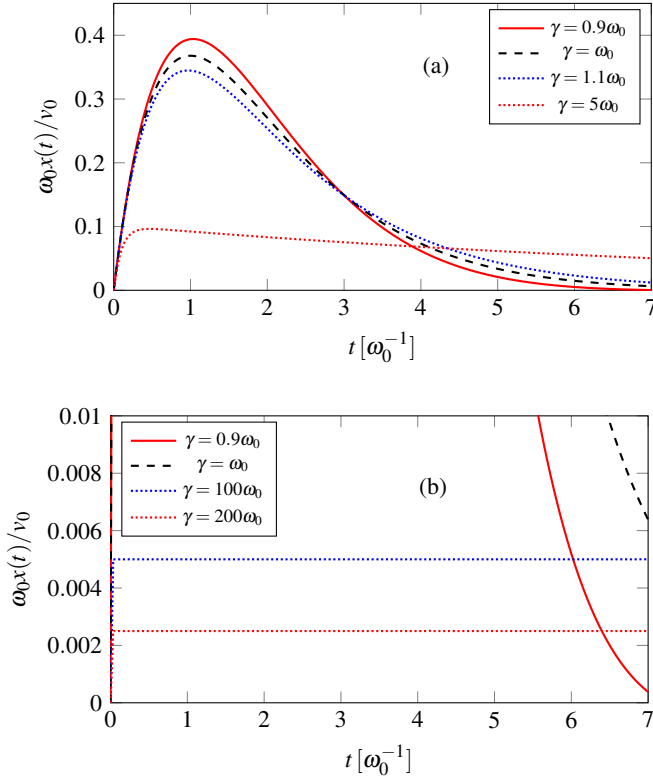 0.4
0.3
0.2
0.1
0
ω₀x(t)/v₀
(a)
γ = 0.9ω₀
γ = ω₀
γ = 1.1ω₀
γ = 5ω₀
0 1 2 3 4 5 6 7
t [ω₀⁻¹]
0.01
0.008
0.006
0.004
0.002
0
ω₀x(t)/v₀
γ = 0.9ω₀
γ = ω₀
γ = 100ω₀
γ = 200ω₀
(b)
0 1 2 3 4 5 6 7
t [ω₀⁻¹]